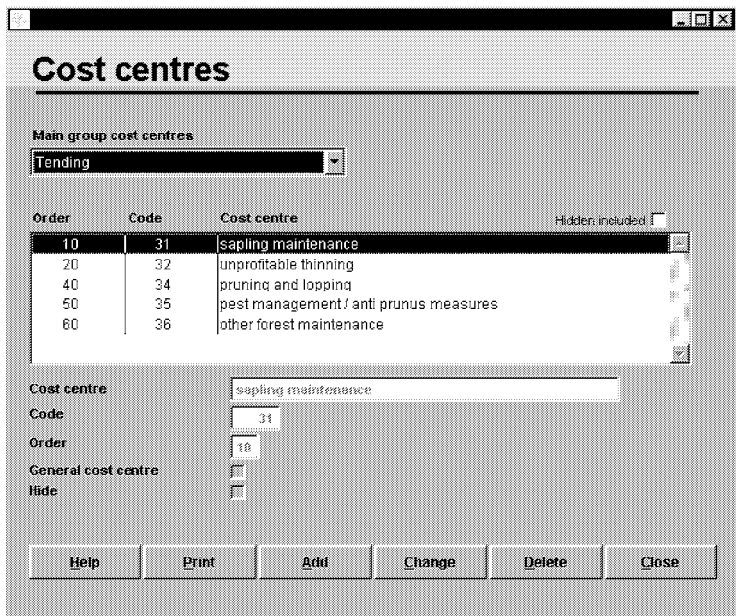 Cost centres
Main group cost centres
Tending
Order Code Cost centre Hidden included
10 31 sapling maintenance
20 32 unprofitable thinning
40 34 pruning and lopping
50 35 pest management / anti prunus measures
60 36 other forest maintenance
Cost centre sapling maintenance
Code 31
Order 10
General cost centre
Hide
Help Print Add Change Delete Close